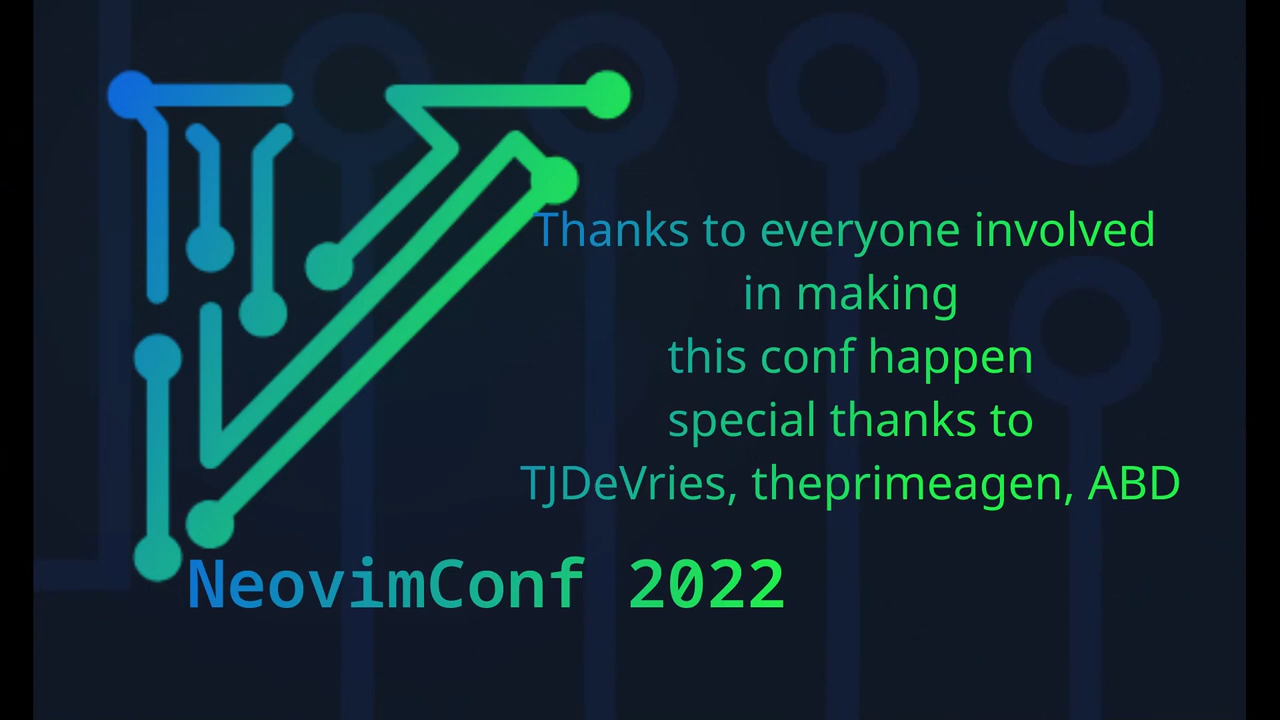 Thanks to everyone involved
in making
this conf happen
special thanks to
TJDeVries, theprimeagen, ABD
NeovimConf 2022